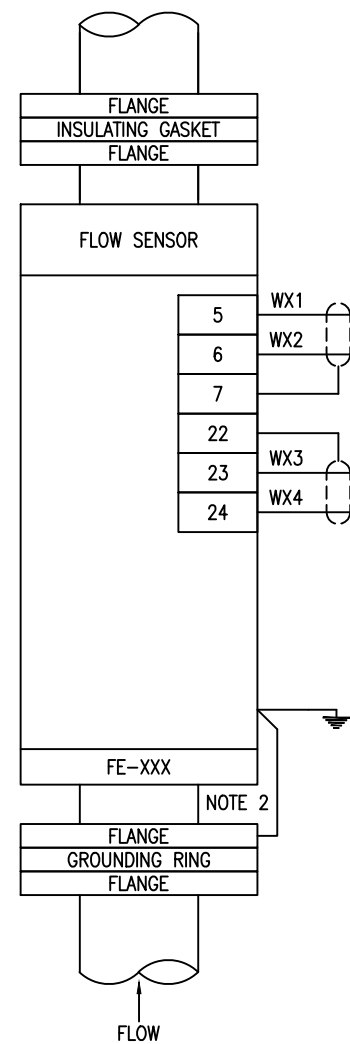 FLANGE
INSULATING GASKET
FLANGE
FLOW SENSOR
5 WX1
6 WX2
7
22
23 WX3
24 WX4
FE-XXX
NOTE 2
FLANGE
GROUNDING RING
FLANGE
FLOW